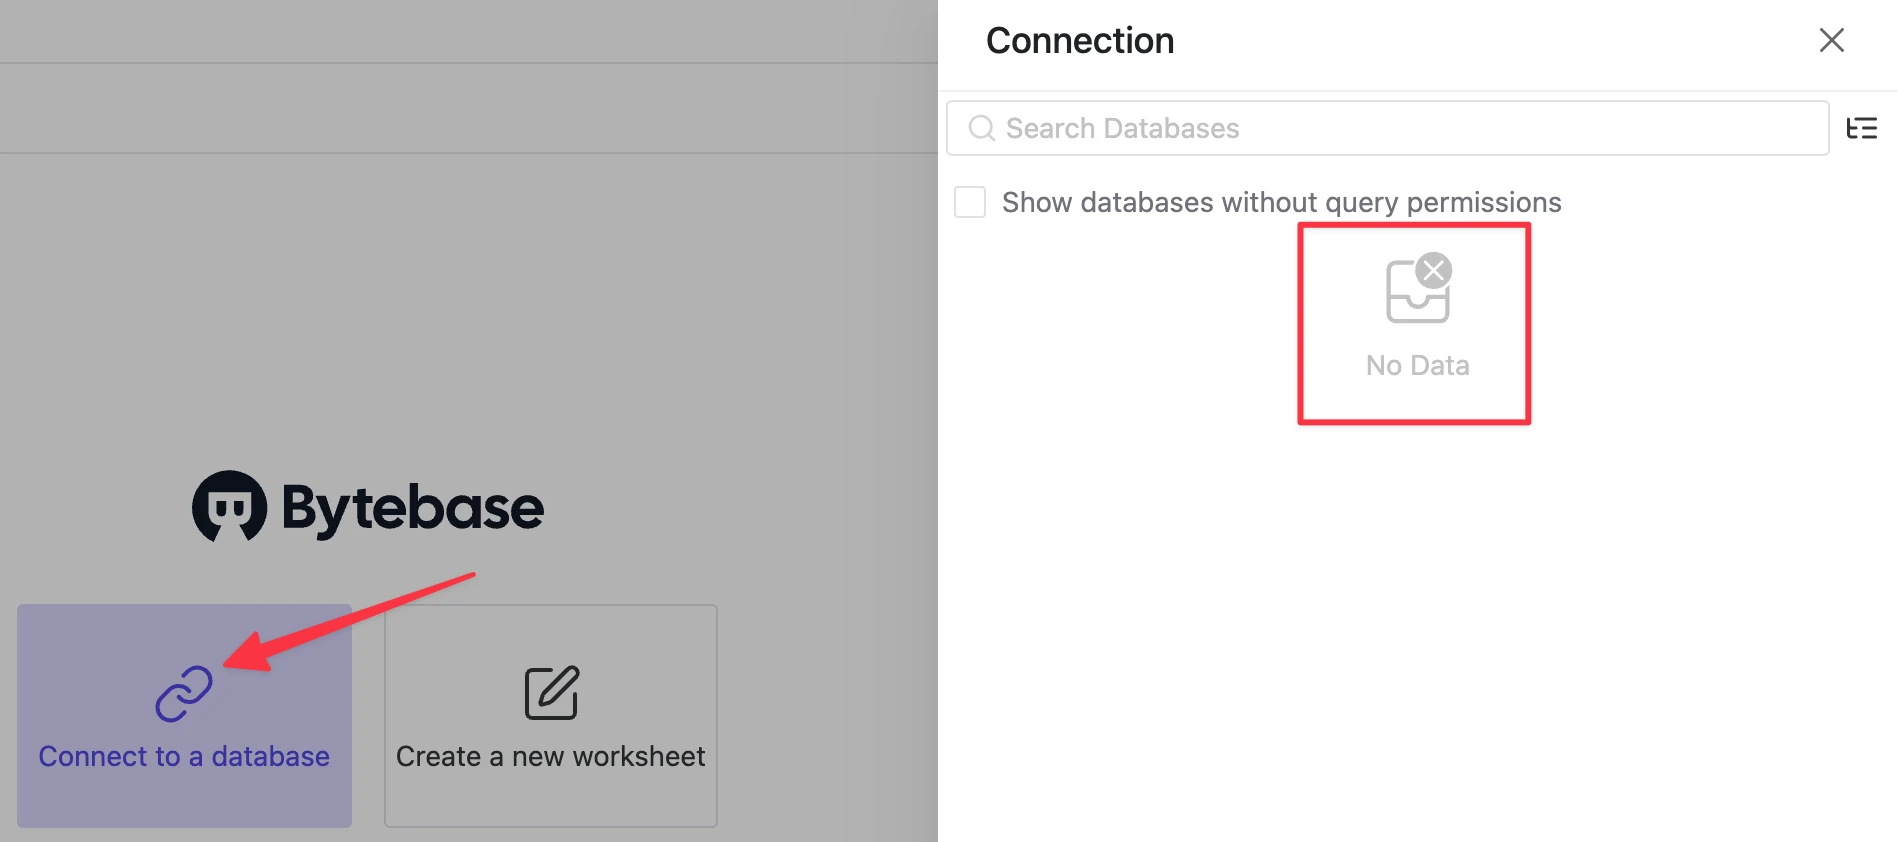 Connection
Search Databases
Show databases without query permissions
No Data
Bytebase
Connect to a database
Create a new worksheet